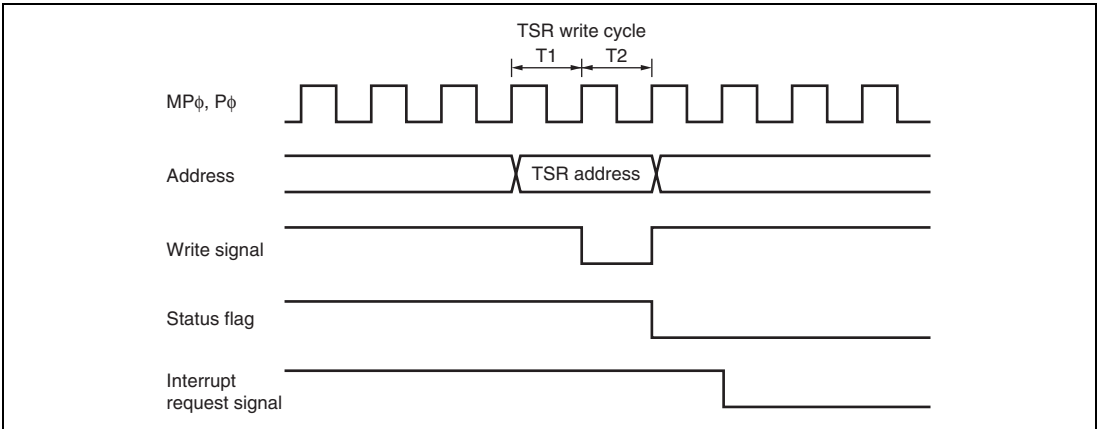 TSR write cycle
T1 T2
MPϕ, Pϕ
Address
TSR address
Write signal
Status flag
Interrupt
request signal